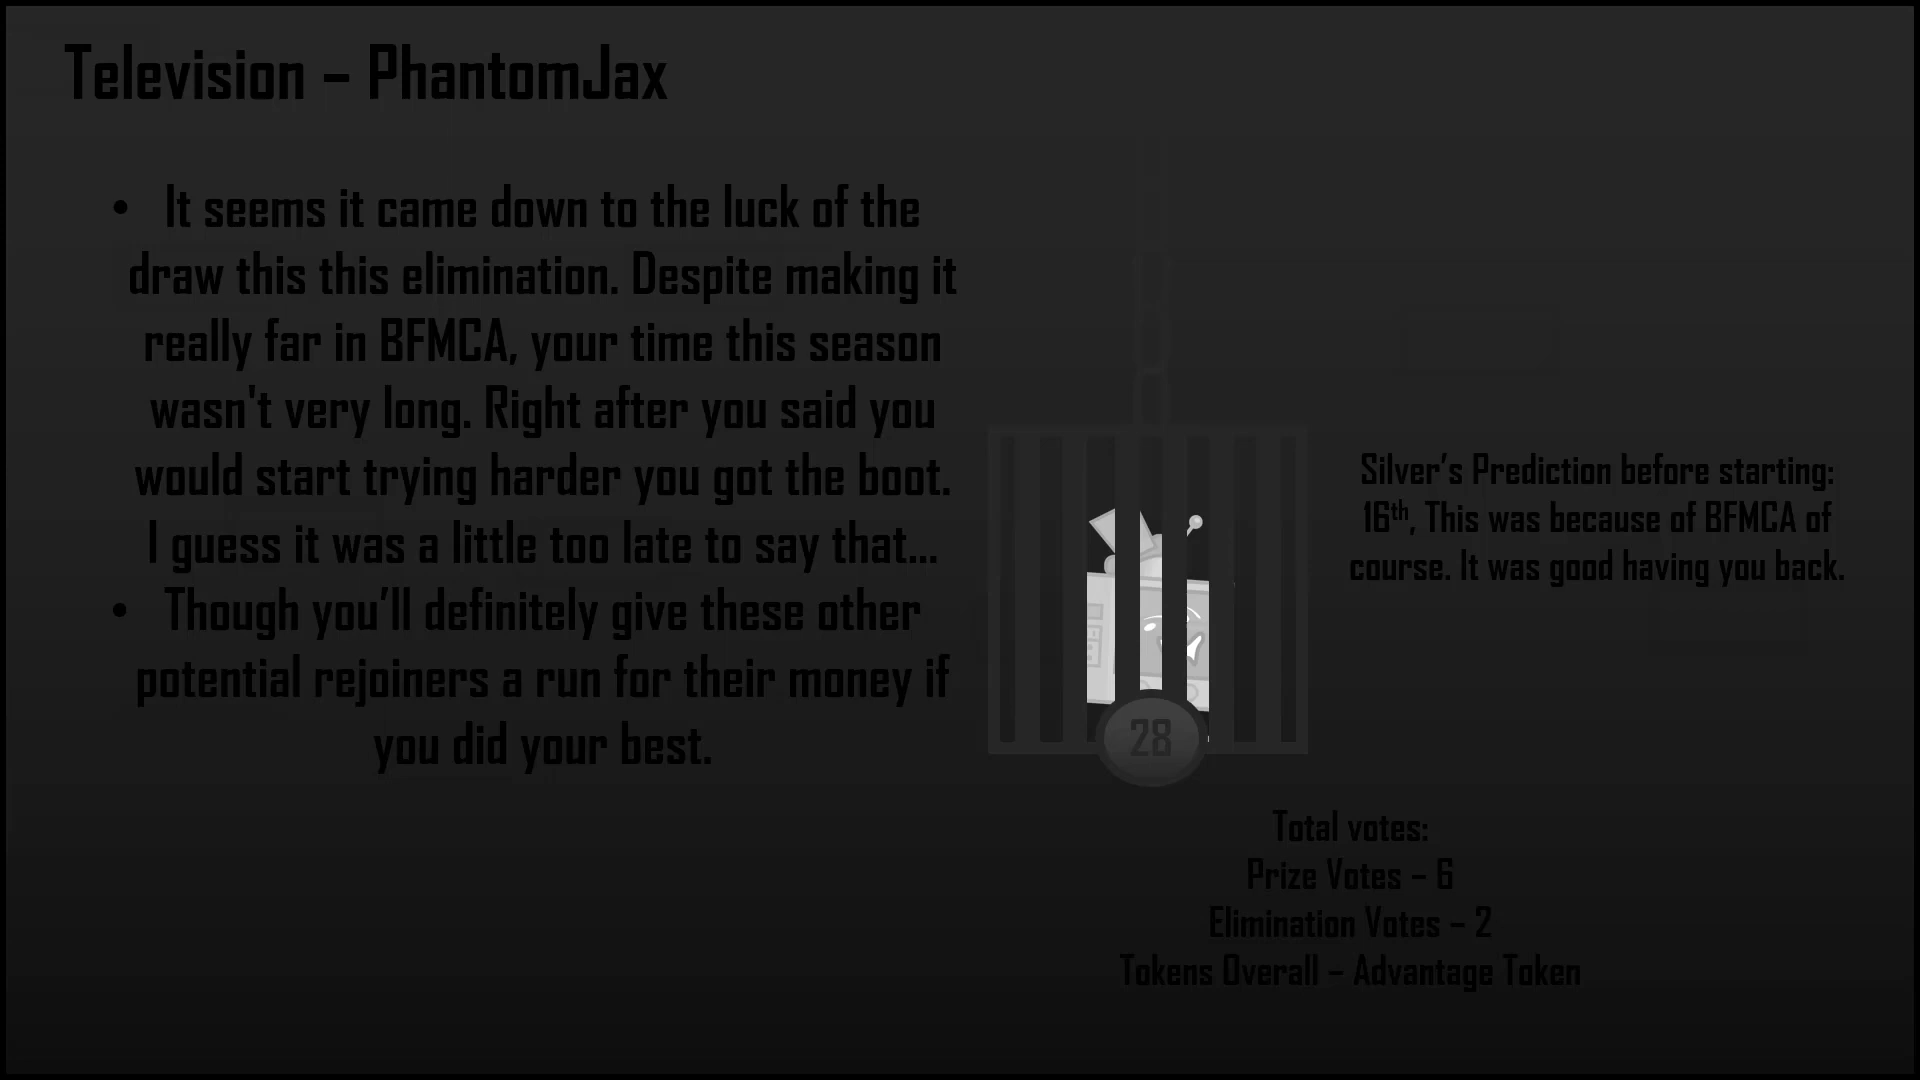 Television – PhantomJax
• It seems it came down to the luck of the
draw this this elimination. Despite making it
really far in BFMCA, your time this season
wasn't very long. Right after you said you
would start trying harder you got the boot.
I guess it was a little too late to say that...
• Though you’ll definitely give these other
potential rejoiners a run for their money if
you did your best.
Silver’s Prediction before starting:
16th, This was because of BFMCA of
course. It was good having you back.
28
Total votes:
Prize Votes – 6
Elimination Votes – 2
Tokens Overall – Advantage Token